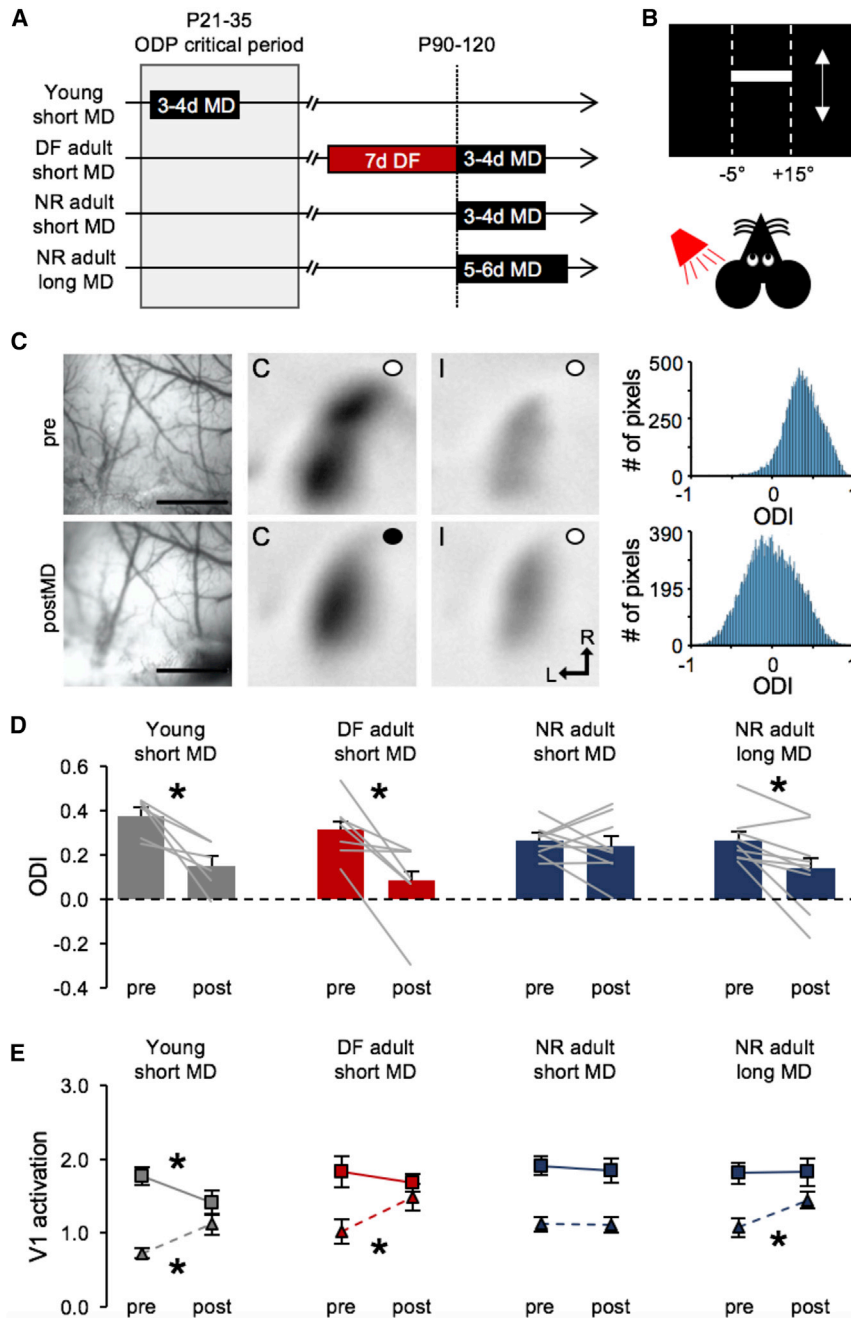 A
P21-35
ODP critical period
P90-120
Young
short MD
3-4d MD
DF adult
short MD
7d DF
3-4d MD
NR adult
short MD
3-4d MD
NR adult
long MD
5-6d MD
B
-5°
+15°
C
pre
C
I
500
250
0
# of pixels
-1
0
1
ODI
postMD
C
I
R
L
390
195
0
# of pixels
-1
0
1
ODI
D
Young
short MD
DF adult
short MD
NR adult
short MD
NR adult
long MD
0.6
0.4
0.2
0.0
-0.2
-0.4
ODI
*
*
*
pre
post
pre
post
pre
post
pre
post
E
Young
short MD
DF adult
short MD
NR adult
short MD
NR adult
long MD
3.0
2.0
1.0
0.0
V1 activation
*
*
*
*
pre
post
pre
post
pre
post
pre
post